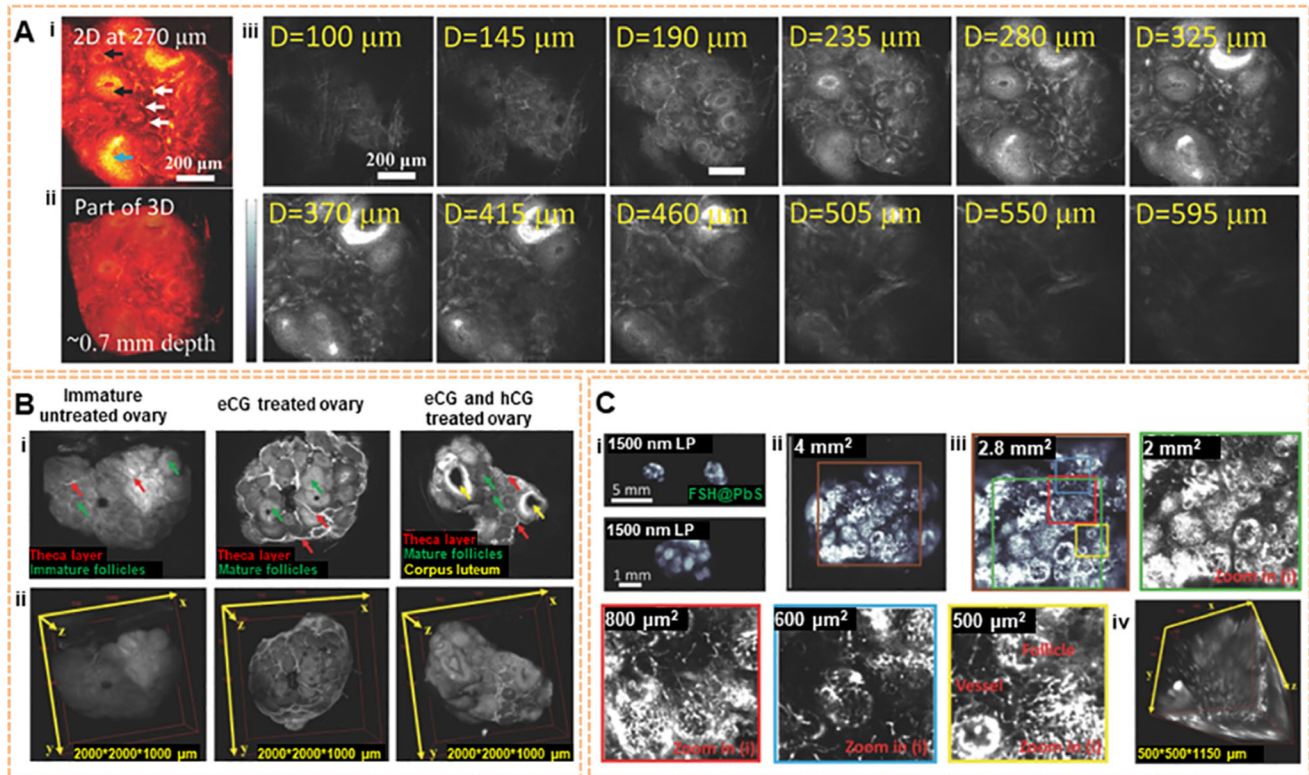 A
i
2D at 270 μm
200 μm
ii
Part of 3D
~0.7 mm depth
iii
D=100 μm
D=145 μm
D=190 μm
D=235 μm
D=280 μm
D=325 μm
200 μm
D=370 μm
D=415 μm
D=460 μm
D=505 μm
D=550 μm
D=595 μm
B
Immature
untreated ovary
eCG treated ovary
eCG and hCG
treated ovary
i
Theca layer
Immature follicles
Theca layer
Mature follicles
Theca layer
Mature follicles
Corpus luteum
ii
x
z
y
2000*2000*1000 μm
x
z
y
2000*2000*1000 μm
x
z
y
2000*2000*1000 μm
C
i
1500 nm LP
5 mm
FSH@PbS
1500 nm LP
1 mm
ii
4 mm²
iii
2.8 mm²
2 mm²
Zoom in (i)
800 μm²
Zoom in (i)
600 μm²
Zoom in (i)
500 μm²
Follicle
Vessel
Zoom in (i)
iv
x
y
z
500*500*1150 μm